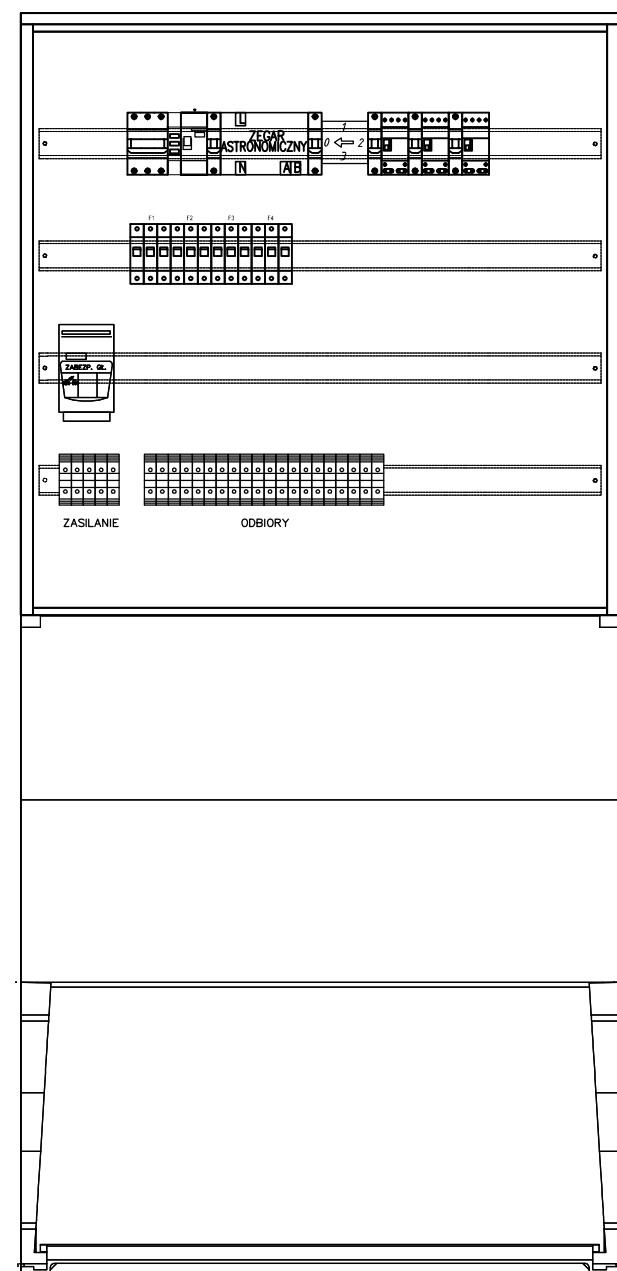 L
ZEGAR
ASTRONOMICZNY
N
A B
1
0 2
3
F1 F2 F3 F4
ZABEZP. GŁ.
ZASILANIE ODBIORY